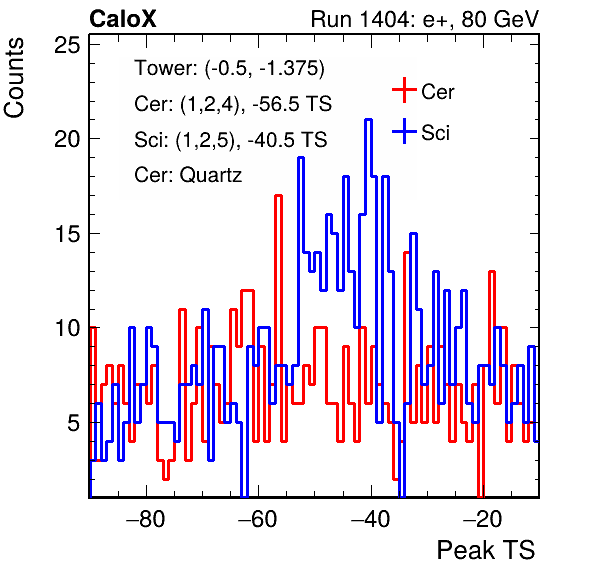 CaloX Run 1404: e+, 80 GeV
Counts
Tower: (-0.5, -1.375)
Cer: (1,2,4), -56.5 TS
Sci: (1,2,5), -40.5 TS
Cer: Quartz
Cer
Sci
25
20
15
10
5
−80 −60 −40 −20
Peak TS